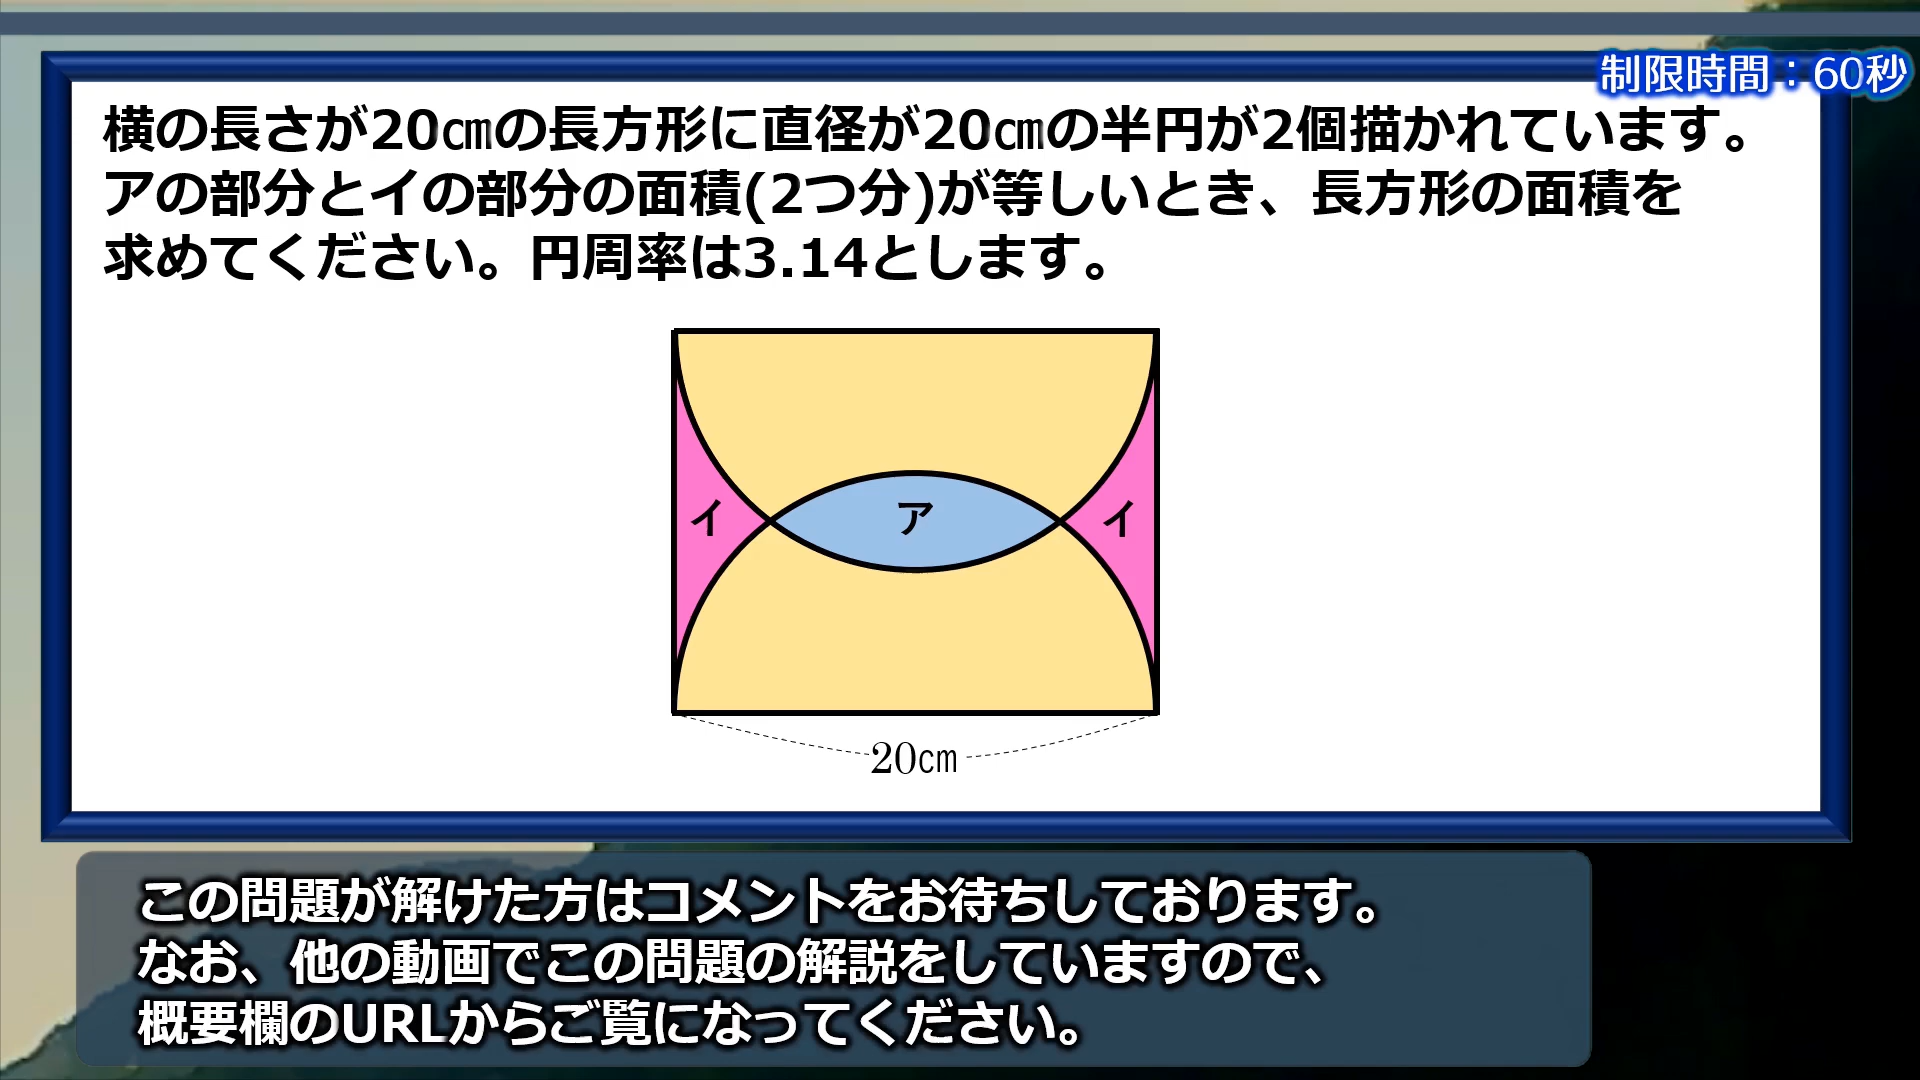 制限時間：60秒
横の長さが20㎝の長方形に直径が20㎝の半円が2個描かれています。
アの部分とイの部分の面積(2つ分)が等しいとき、長方形の面積を
求めてください。円周率は3.14とします。
イ
ア
イ
20㎝
この問題が解けた方はコメントをお待ちしております。
なお、他の動画でこの問題の解説をしていますので、
概要欄のURLからご覧になってください。